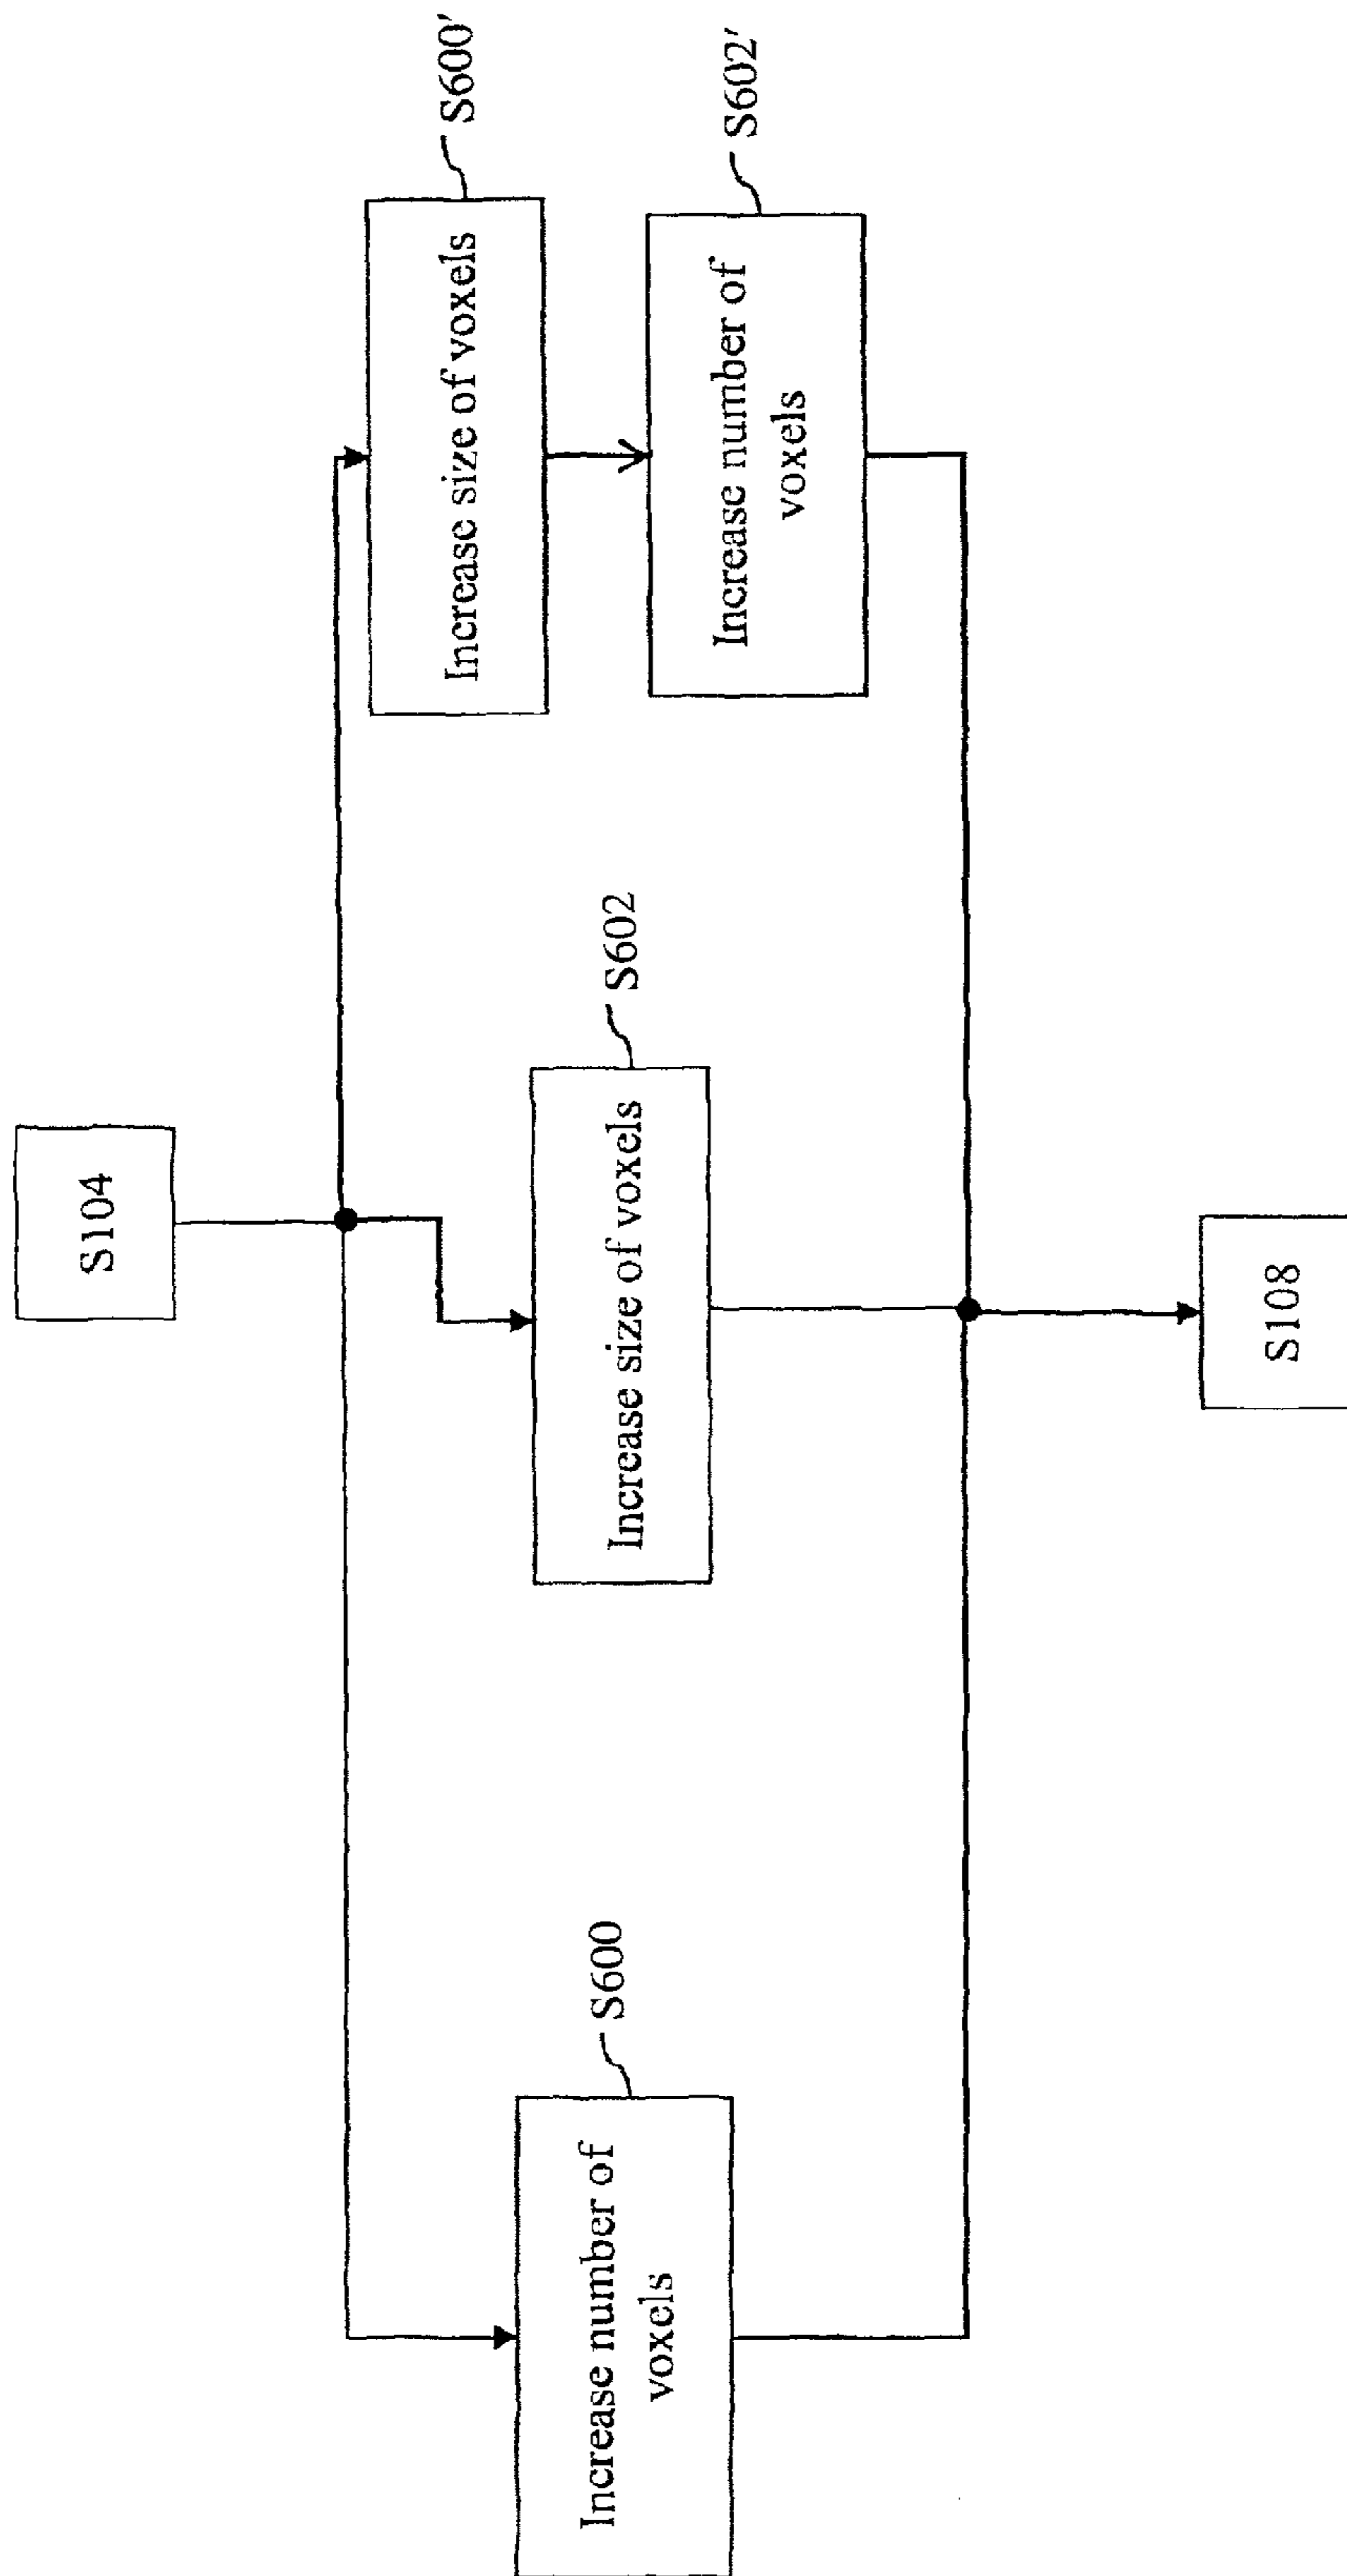 S104
Increase number of
voxels
S600
Increase size of voxels
S602
Increase size of voxels
S600'
Increase number of
voxels
S602'
S108